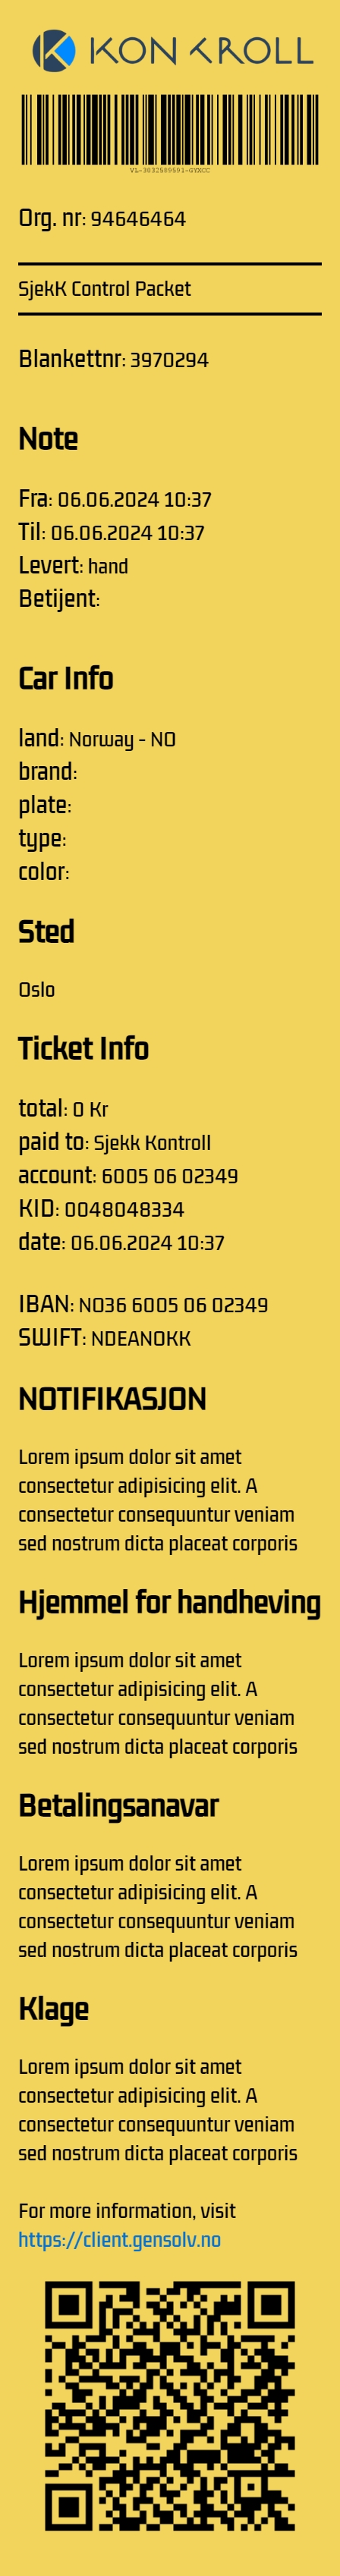 KONTROLL
VL-3032589591-GYXCC
Org. nr: 94646464
SjekK Control Packet
Blankettnr: 3970294
Note
Fra: 06.06.2024 10:37
Til: 06.06.2024 10:37
Levert: hand
Betijent:
Car Info
land: Norway - NO
brand:
plate:
type:
color:
Sted
Oslo
Ticket Info
total: 0 Kr
paid to: Sjekk Kontroll
account: 6005 06 02349
KID: 0048048334
date: 06.06.2024 10:37
IBAN: NO36 6005 06 02349
SWIFT: NDEANOKK
NOTIFIKASJON
Lorem ipsum dolor sit amet
consectetur adipisicing elit. A
consectetur consequuntur veniam
sed nostrum dicta placeat corporis
Hjemmel for handheving
Lorem ipsum dolor sit amet
consectetur adipisicing elit. A
consectetur consequuntur veniam
sed nostrum dicta placeat corporis
Betalingsanavar
Lorem ipsum dolor sit amet
consectetur adipisicing elit. A
consectetur consequuntur veniam
sed nostrum dicta placeat corporis
Klage
Lorem ipsum dolor sit amet
consectetur adipisicing elit. A
consectetur consequuntur veniam
sed nostrum dicta placeat corporis
For more information, visit
https://client.gensolv.no